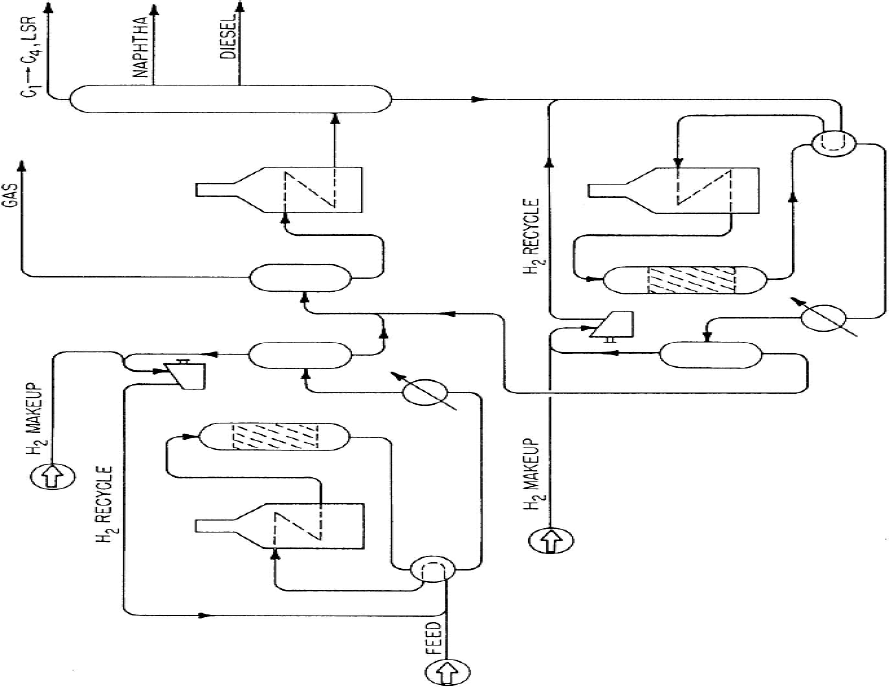 C1→C4, LSR
NAPHTHA
DIESEL
GAS
H2 RECYCLE
H2 MAKEUP
H2 RECYCLE
H2 MAKEUP
FEED